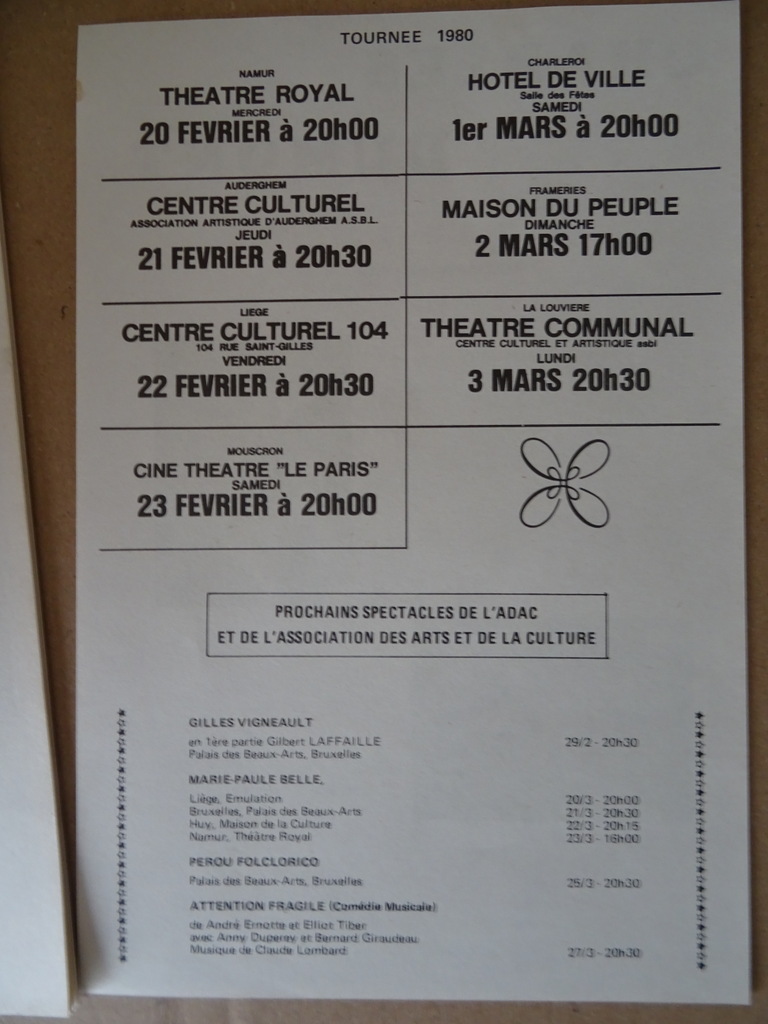 TOURNEE 1980
NAMUR
THEATRE ROYAL
MERCREDI
20 FEVRIER à 20h00
AUDERGHEM
CENTRE CULTUREL
ASSOCIATION ARTISTIQUE D'AUDERGHEM A.S.B.L.
JEUDI
21 FEVRIER à 20h30
LIEGE
CENTRE CULTUREL 104
104 RUE SAINT-GILLES
VENDREDI
22 FEVRIER à 20h30
MOUSCRON
CINE THEATRE "LE PARIS"
SAMEDI
23 FEVRIER à 20h00
CHARLEROI
HOTEL DE VILLE
Salle des Fêtes
SAMEDI
1er MARS à 20h00
FRAMERIES
MAISON DU PEUPLE
DIMANCHE
2 MARS 17h00
LA LOUVIERE
THEATRE COMMUNAL
CENTRE CULTUREL ET ARTISTIQUE asbl
LUNDI
3 MARS 20h30
PROCHAINS SPECTACLES DE L'ADAC
ET DE L'ASSOCIATION DES ARTS ET DE LA CULTURE
GILLES VIGNEAULT
en 1ère partie Gilbert LAFFAILLE 29/2 - 20h30
Palais des Beaux-Arts, Bruxelles
MARIE-PAULE BELLE,
Liège, Emulation 20/3 - 20h00
Bruxelles, Palais des Beaux-Arts 21/3 - 20h30
Huy, Maison de la Culture 22/3 - 20h15
Namur, Théâtre Royal 23/3 - 16h00
PEROU FOLCLORICO
Palais des Beaux-Arts, Bruxelles 25/3 - 20h30
ATTENTION FRAGILE (Comédie Musicale)
de André Ernotte et Elliot Tiber
avec Anny Duperey et Bernard Giraudeau
Musique de Claude Lombard 27/3 - 20h30